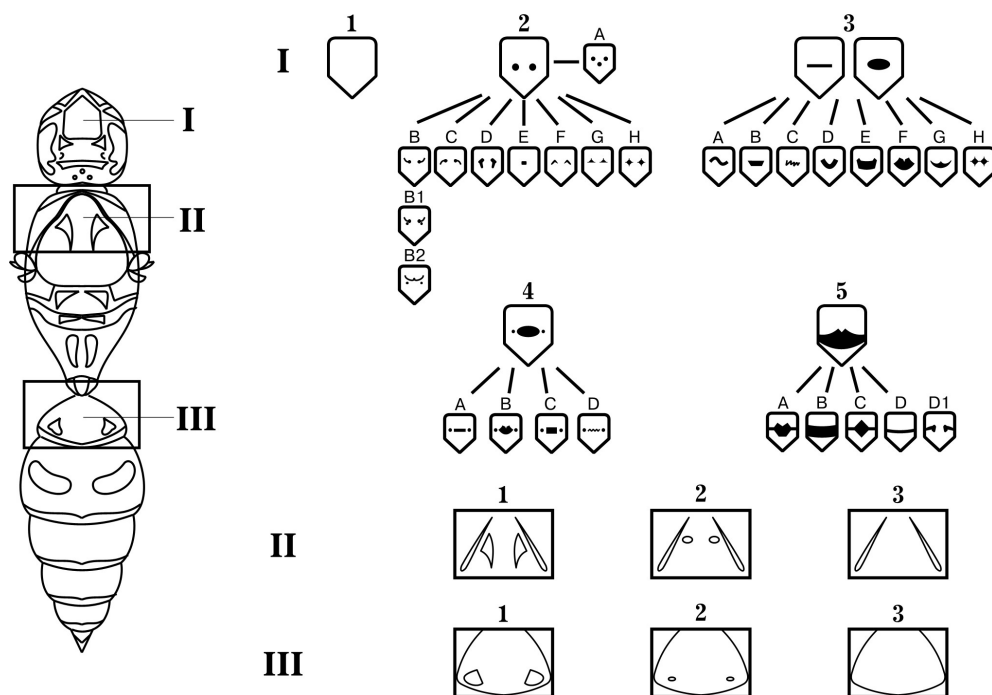 1 2 3
I A
I
B C D E F G H A B C D E F G H
II
B1
B2
4 5
III
A B C D A B C D D1
1 2 3
II
1 2 3
III